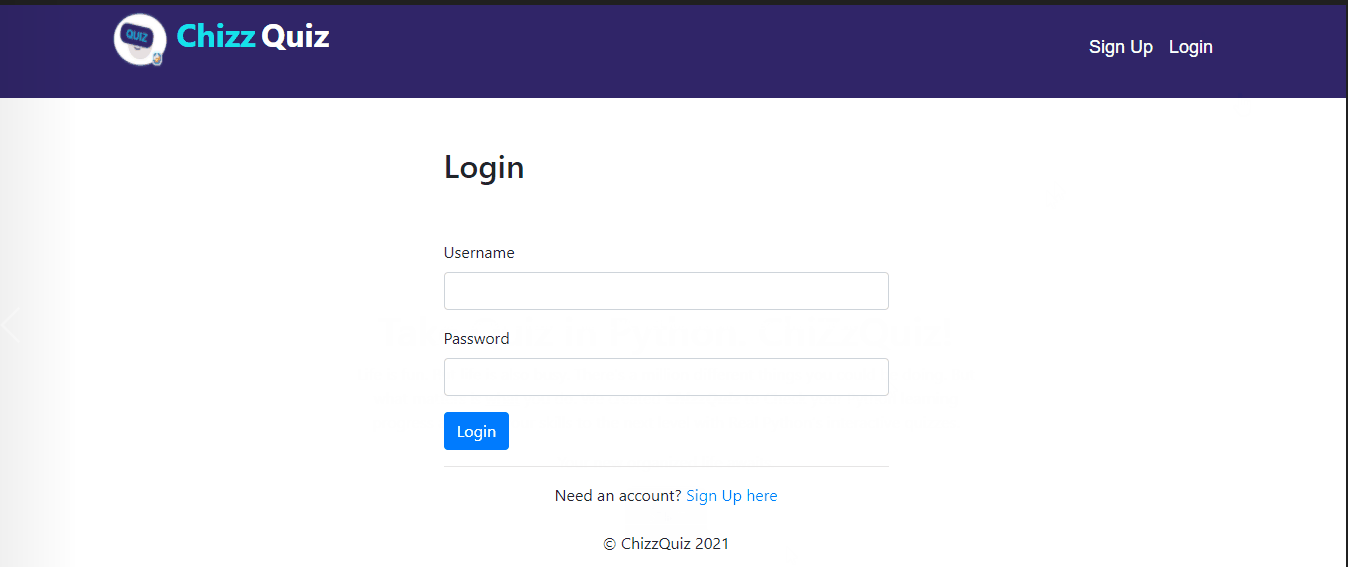 QUIZ
Chizz Quiz
Sign Up Login
Login
Username
Password
Login
Need an account? Sign Up here
© ChizzQuiz 2021